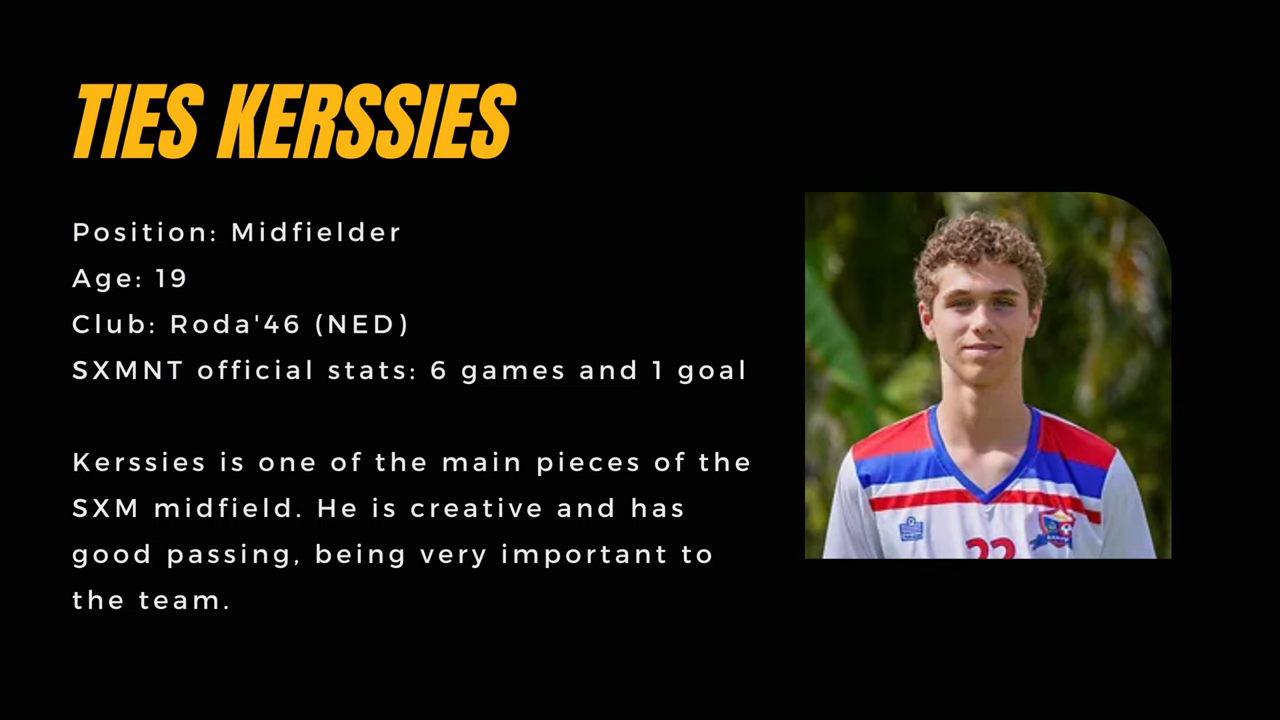 TIES KERSSIES
Position: Midfielder
Age: 19
Club: Roda'46 (NED)
SXMNT official stats: 6 games and 1 goal
Kerssies is one of the main pieces of the
SXM midfield. He is creative and has
good passing, being very important to
the team.